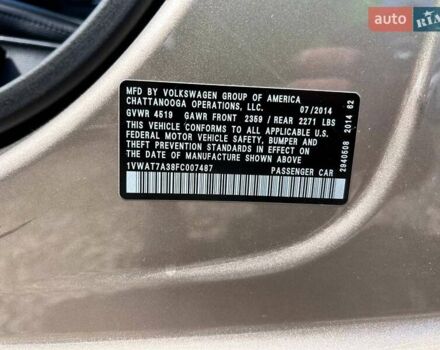 AUTO RIA
MFD BY VOLKSWAGEN GROUP OF AMERICA
CHATTANOOGA OPERATIONS, LLC. 07/2014
GVWR 4519 GAWR FRONT 2359 / REAR 2271 LBS
THIS VEHICLE CONFORMS TO ALL APPLICABLE U.S.
FEDERAL MOTOR VEHICLE SAFETY, BUMPER AND
THEFT PREVENTION STANDARDS IN EFFECT ON THE
DATE OF MANUFACTURE SHOWN ABOVE.
1VWAT7A38FC007487 PASSENGER CAR
2940508 2014 62